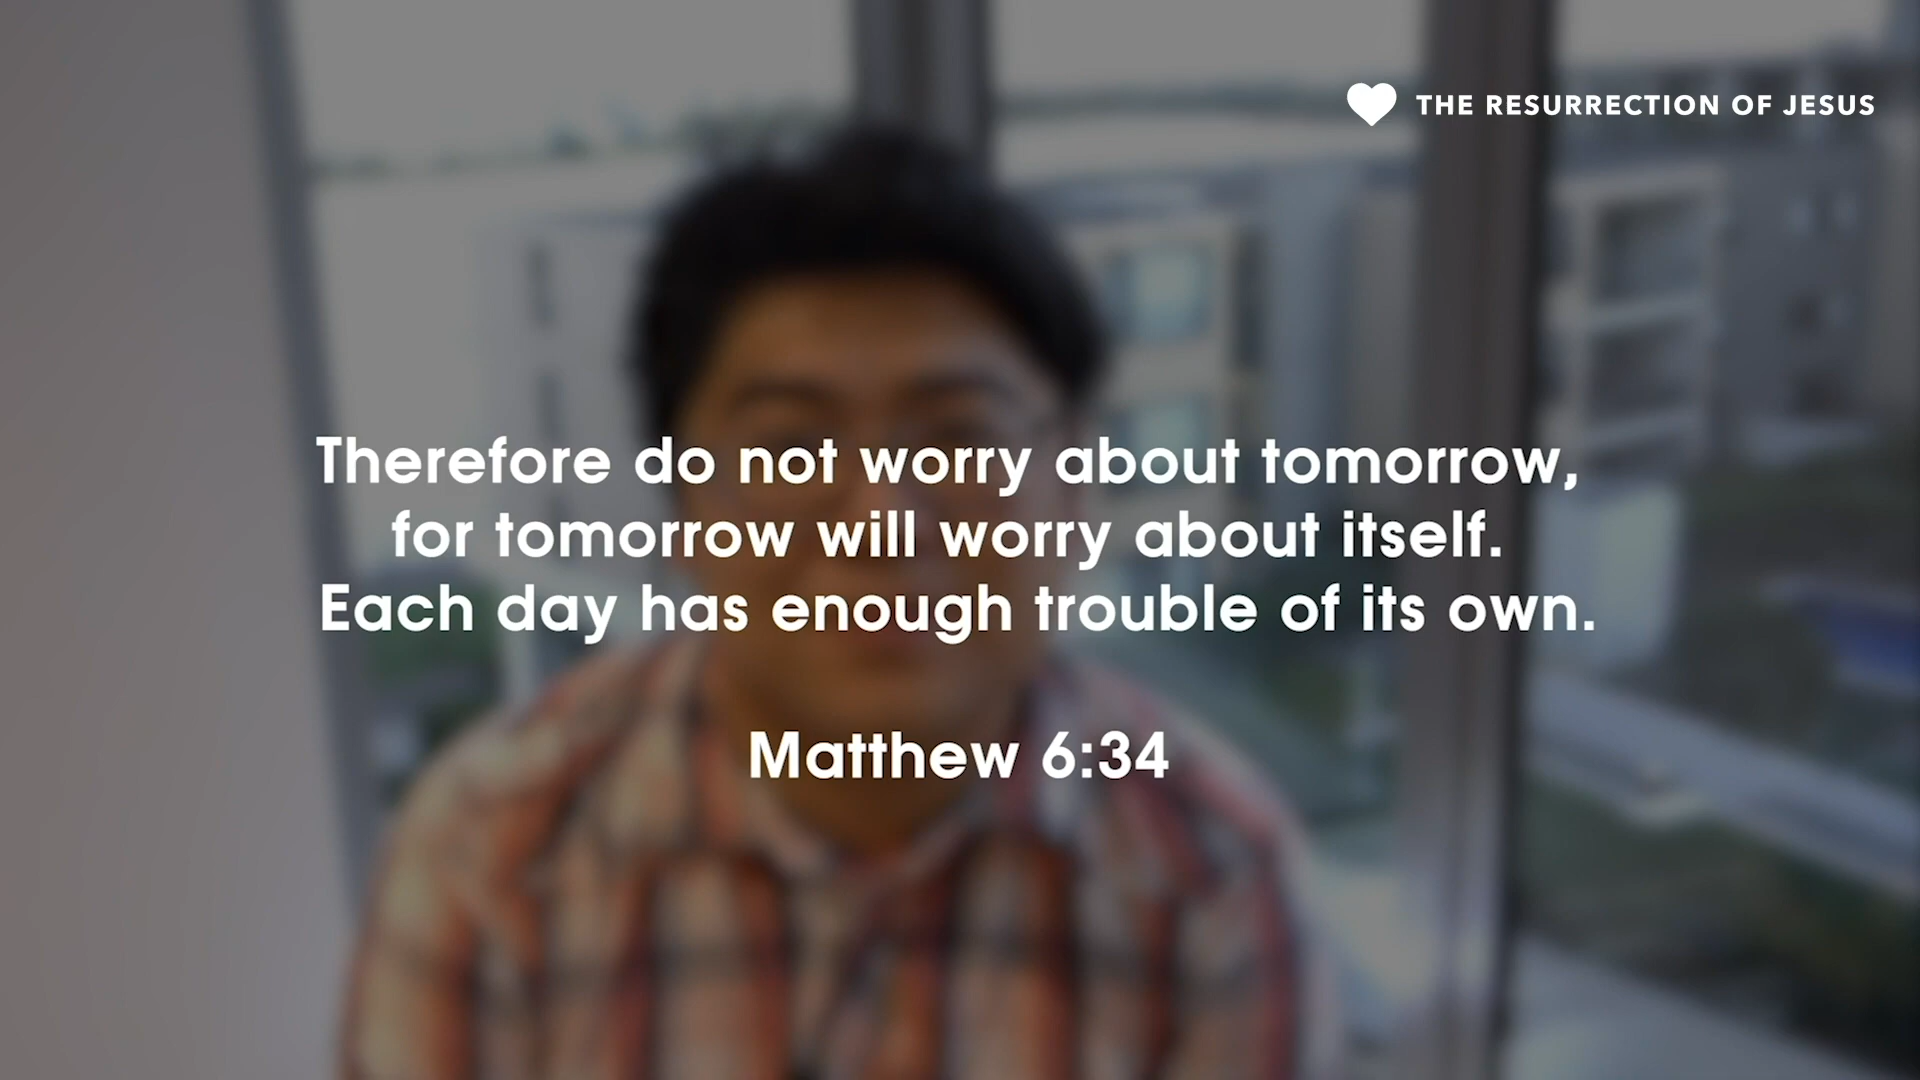 THE RESURRECTION OF JESUS
Therefore do not worry about tomorrow,
for tomorrow will worry about itself.
Each day has enough trouble of its own.
Matthew 6:34